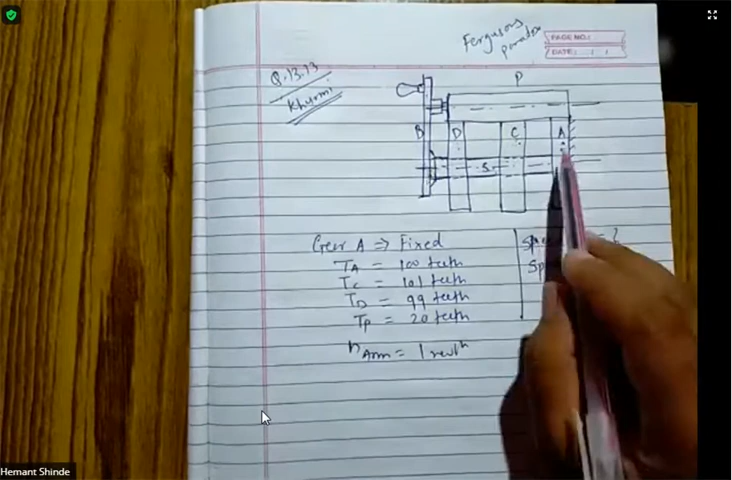 Fergusons
paradox
PAGE NO.:
DATE: / /
Q.13.13
Khurmi
P
B
D
C
A
S
Gear A => Fixed
TA = 100 teeth
TC = 101 teeth
TD = 99 teeth
TP = 20 teeth
nArm = 1 revln
= ?
Hemant Shinde